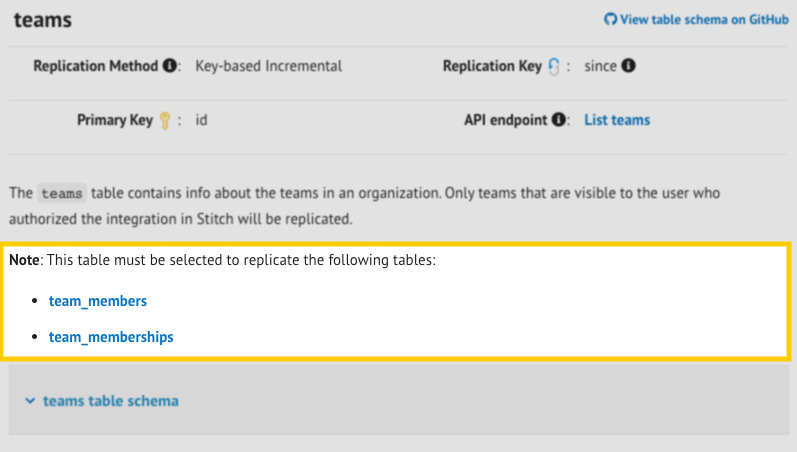 teams
View table schema on GitHub
Replication Method : Key-based Incremental
Replication Key : since
Primary Key : id
API endpoint : List teams
The teams table contains info about the teams in an organization. Only teams that are visible to the user who
authorized the integration in Stitch will be replicated.
Note: This table must be selected to replicate the following tables:
• team_members
• team_memberships
teams table schema